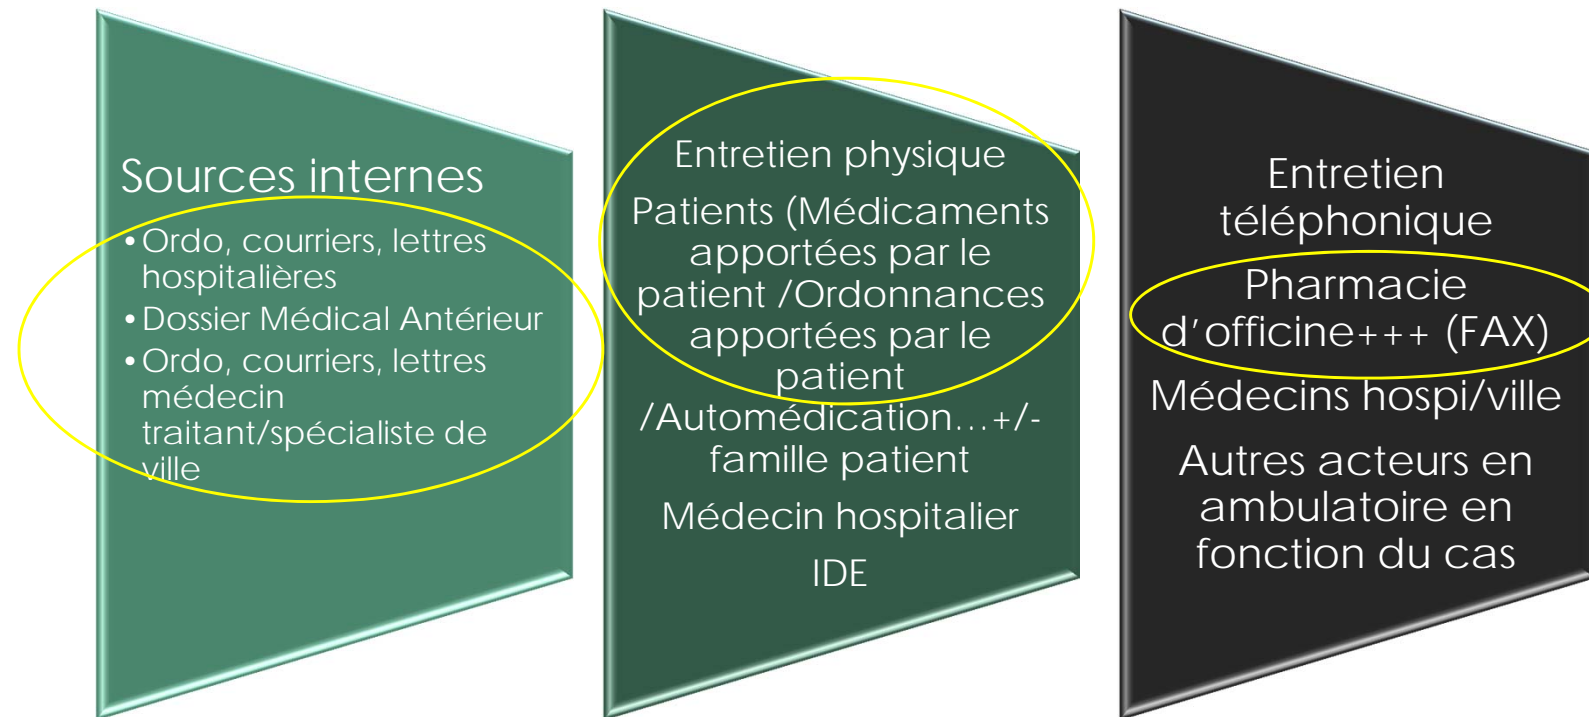 Sources internes
• Ordo, courriers, lettres
hospitalières
• Dossier Médical Antérieur
• Ordo, courriers, lettres
médecin
traitant/spécialiste de
ville
Entretien physique
Patients (Médicaments
apportées par le
patient /Ordonnances
apportées par le
patient
/Automédication…+/-
famille patient
Médecin hospitalier
IDE
Entretien
téléphonique
Pharmacie
d’officine+++ (FAX)
Médecins hospi/ville
Autres acteurs en
ambulatoire en
fonction du cas